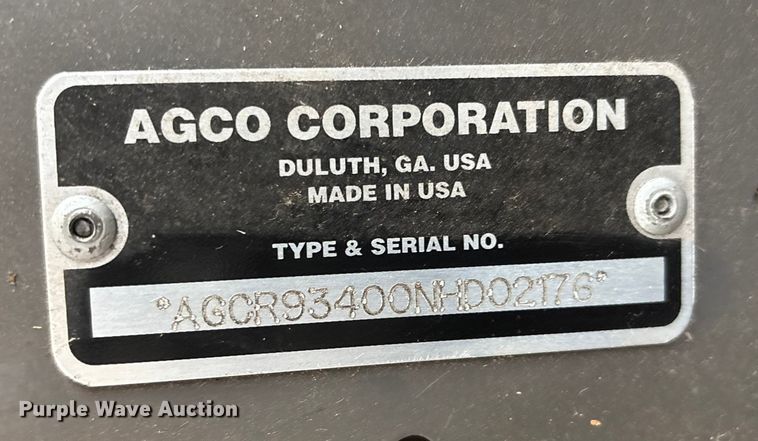 AGCO CORPORATION
DULUTH, GA. USA
MADE IN USA
TYPE & SERIAL NO.
*AGCR93400NHD02176*
Purple Wave Auction